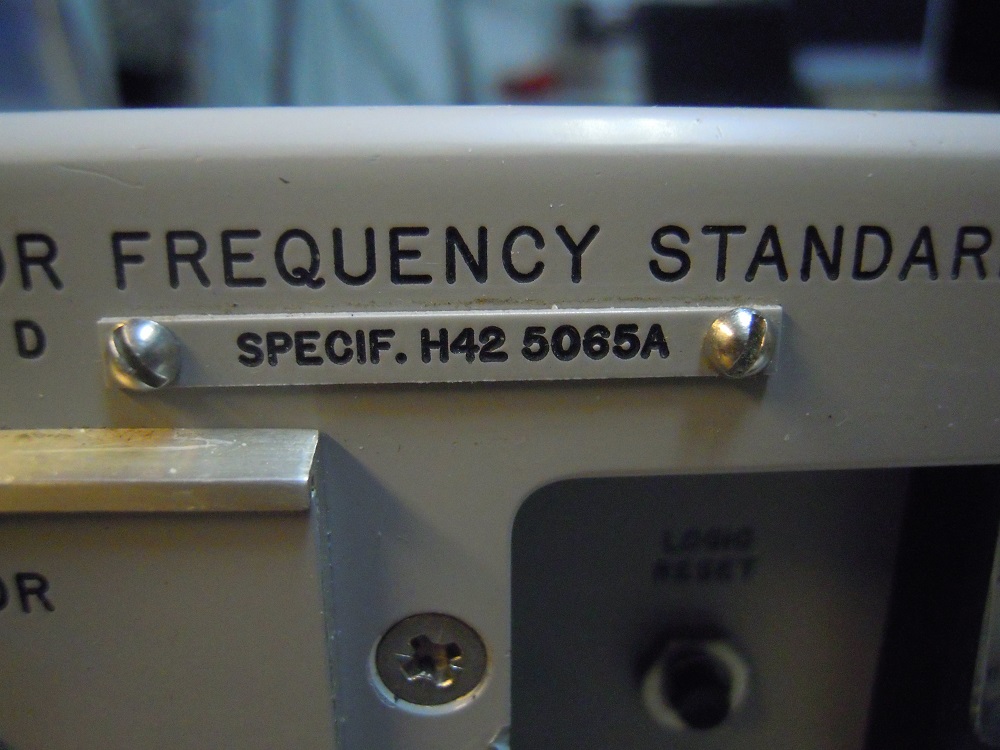 OR FREQUENCY STANDAR
D
SPECIF. H42 5065A
LOGIC
RESET
OR